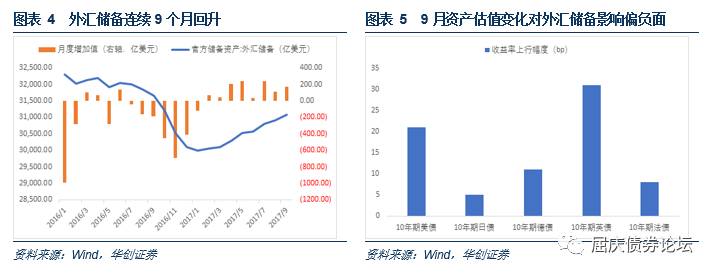 图表 4 外汇储备连续 9 个月回升
月度增加值（右轴，亿美元）
官方储备资产:外汇储备（亿美元）
32,500.00
32,000.00
31,500.00
31,000.00
30,500.00
30,000.00
29,500.00
29,000.00
28,500.00
400.00
200.00
0.00
(200.00)
(400.00)
(600.00)
(800.00)
(1000.00)
(1200.00)
2016/1
2016/3
2016/5
2016/7
2016/9
2016/11
2017/1
2017/3
2017/5
2017/7
2017/9
资料来源：Wind，华创证券
图表 5 9 月资产估值变化对外汇储备影响偏负面
收益率上行幅度（bp）
35
30
25
20
15
10
5
0
10年期美债
10年期日债
10年期德债
10年期英债
10年期法债
资料来源：Wind，华创证券
屈庆债券论坛